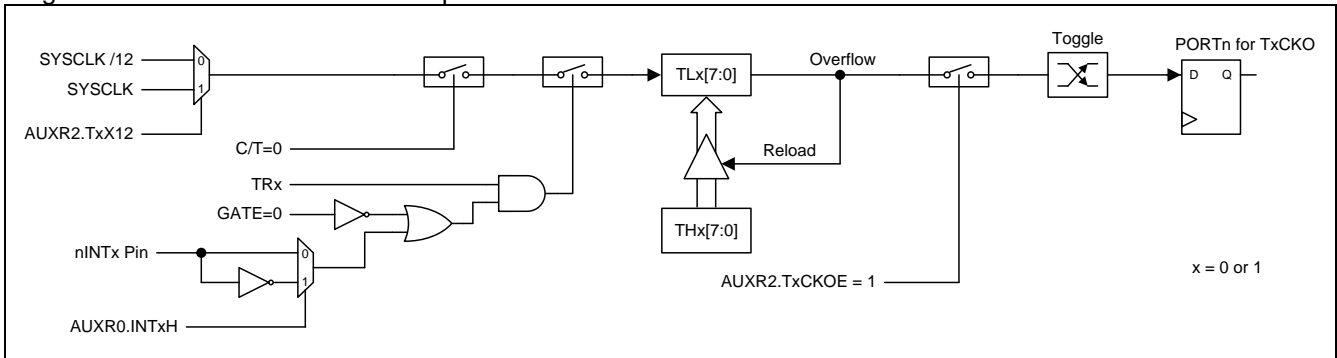 SYSCLK /12
SYSCLK
AUXR2.TxX12
0
1
C/T=0
TRx
GATE=0
nINTx Pin
0
1
AUXR0.INTxH
TLx[7:0]
Overflow
Reload
THx[7:0]
AUXR2.TxCKOE = 1
Toggle
PORTn for TxCKO
D Q
x = 0 or 1